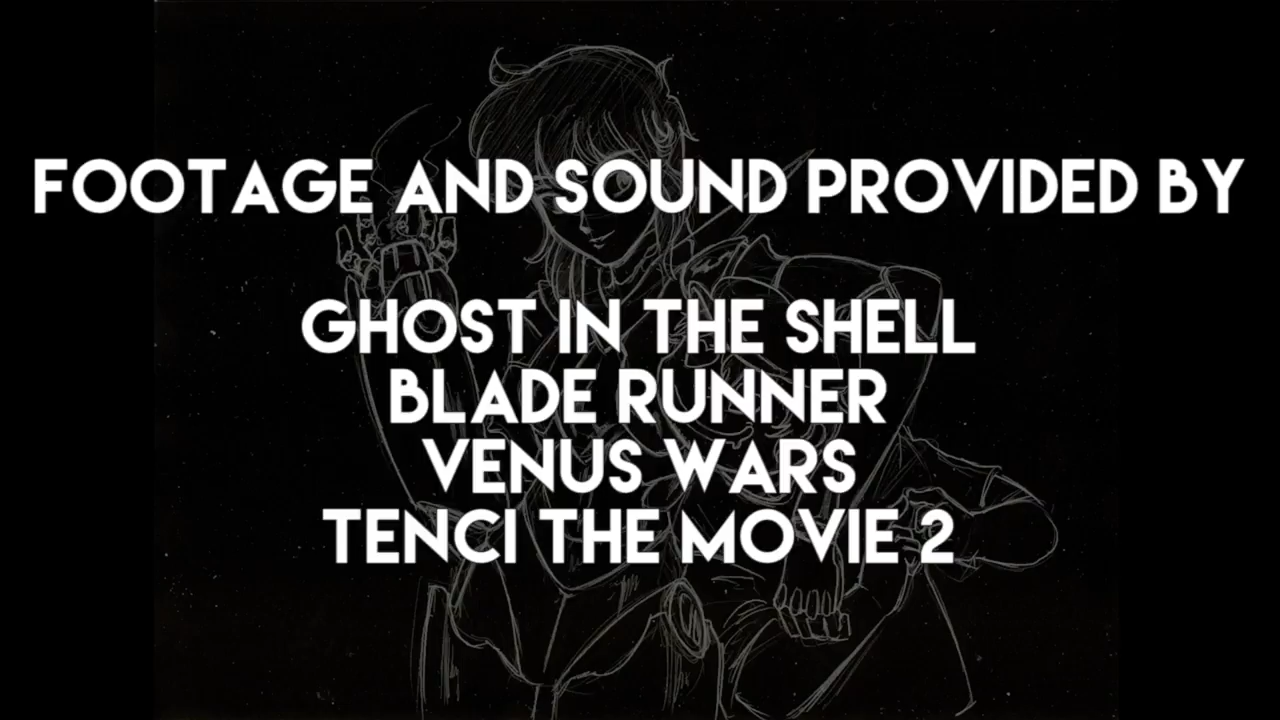 FOOTAGE AND SOUND PROVIDED BY
GHOST IN THE SHELL
BLADE RUNNER
VENUS WARS
TENCI THE MOVIE 2